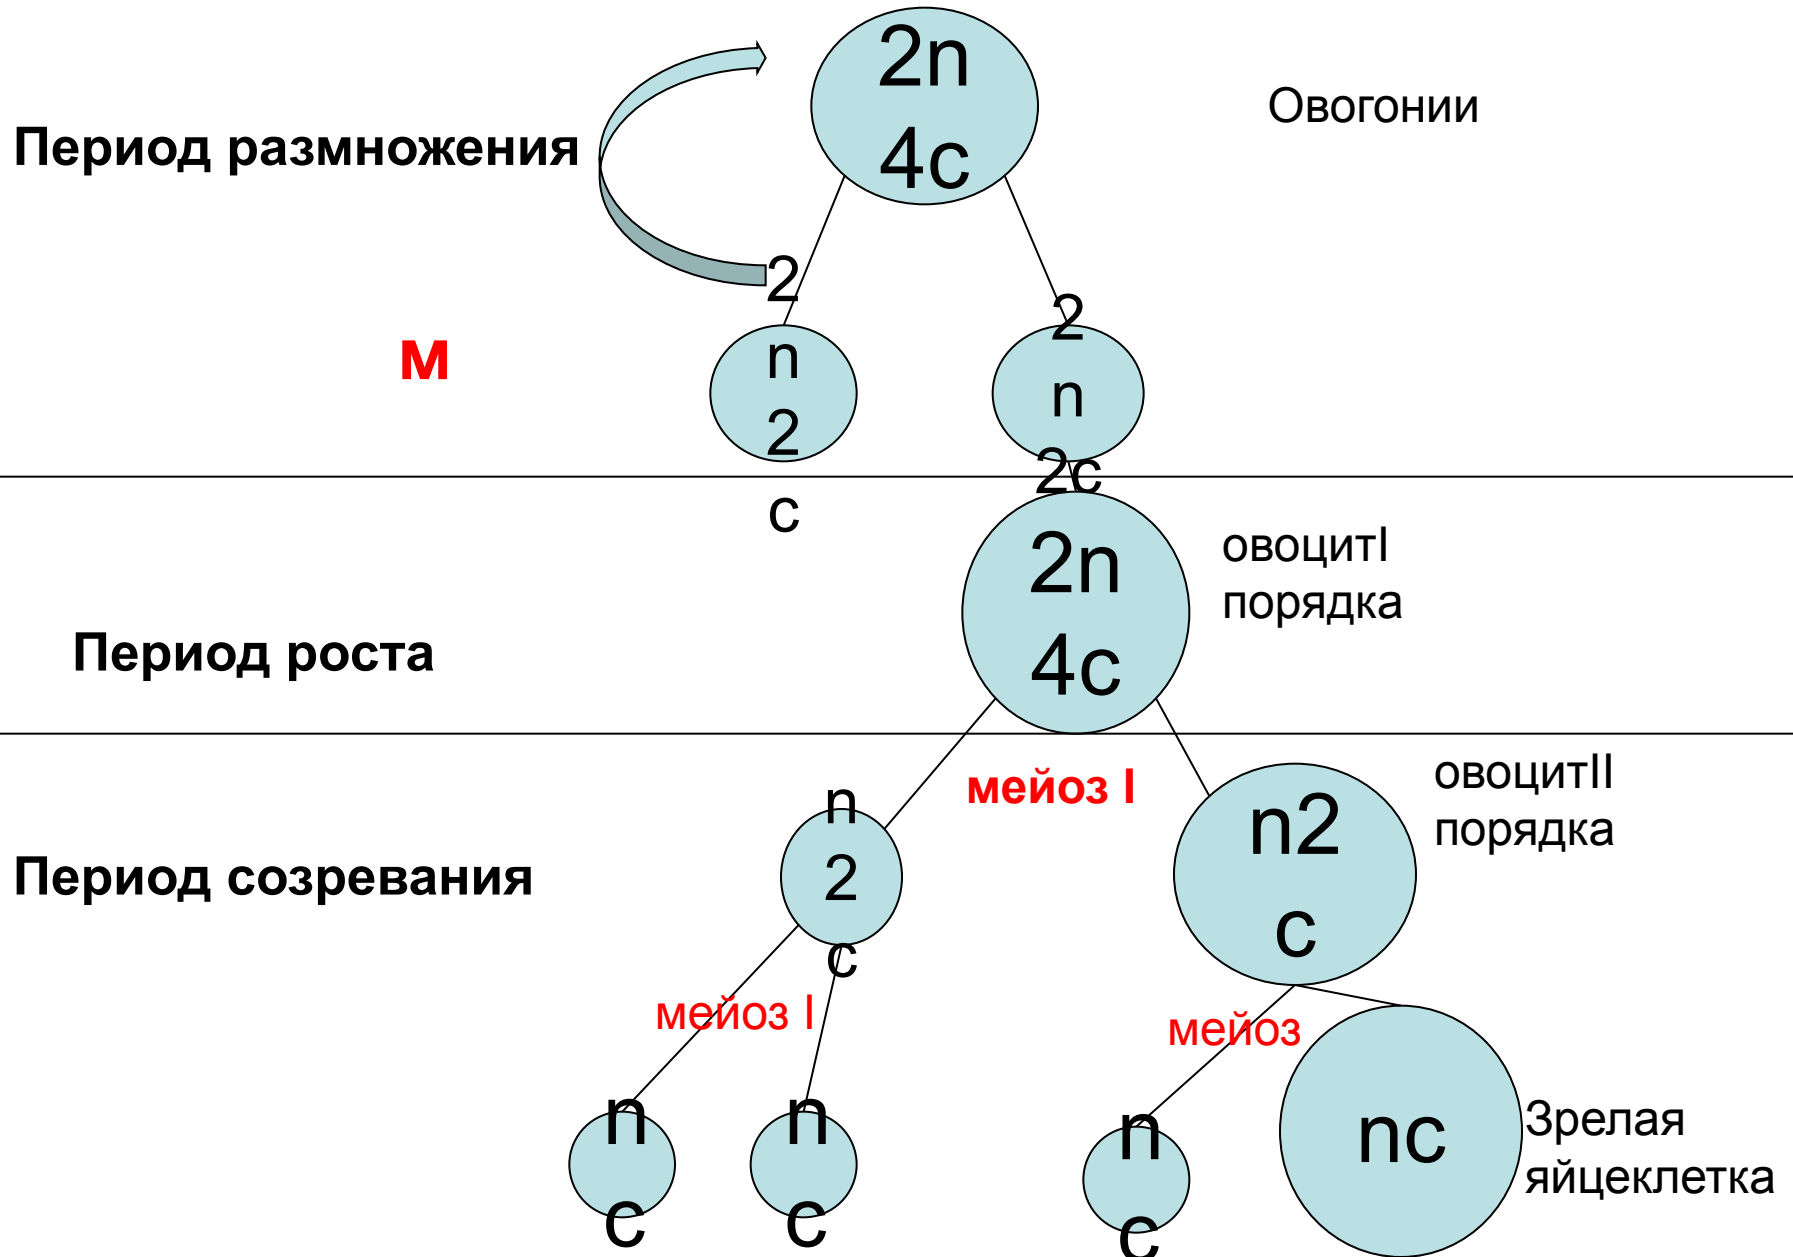 2n
4c
Овогонии
Период размножения
2
n
2
c
2
n
2c
м
2n
4c
овоцитI
порядка
Период роста
мейоз I
овоцитII
порядка
n
2
c
n2
c
Период созревания
мейоз I
мейоз
n
c
n
c
n
c
nc
Зрелая
яйцеклетка